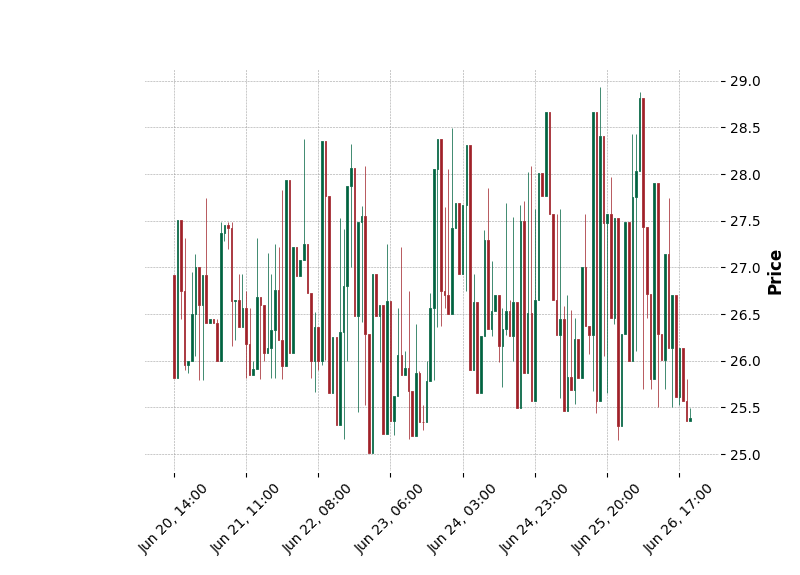 29.0
28.5
28.0
27.5
27.0
26.5
26.0
25.5
25.0
Price
Jun 20, 14:00
Jun 21, 11:00
Jun 22, 08:00
Jun 23, 06:00
Jun 24, 03:00
Jun 24, 23:00
Jun 25, 20:00
Jun 26, 17:00